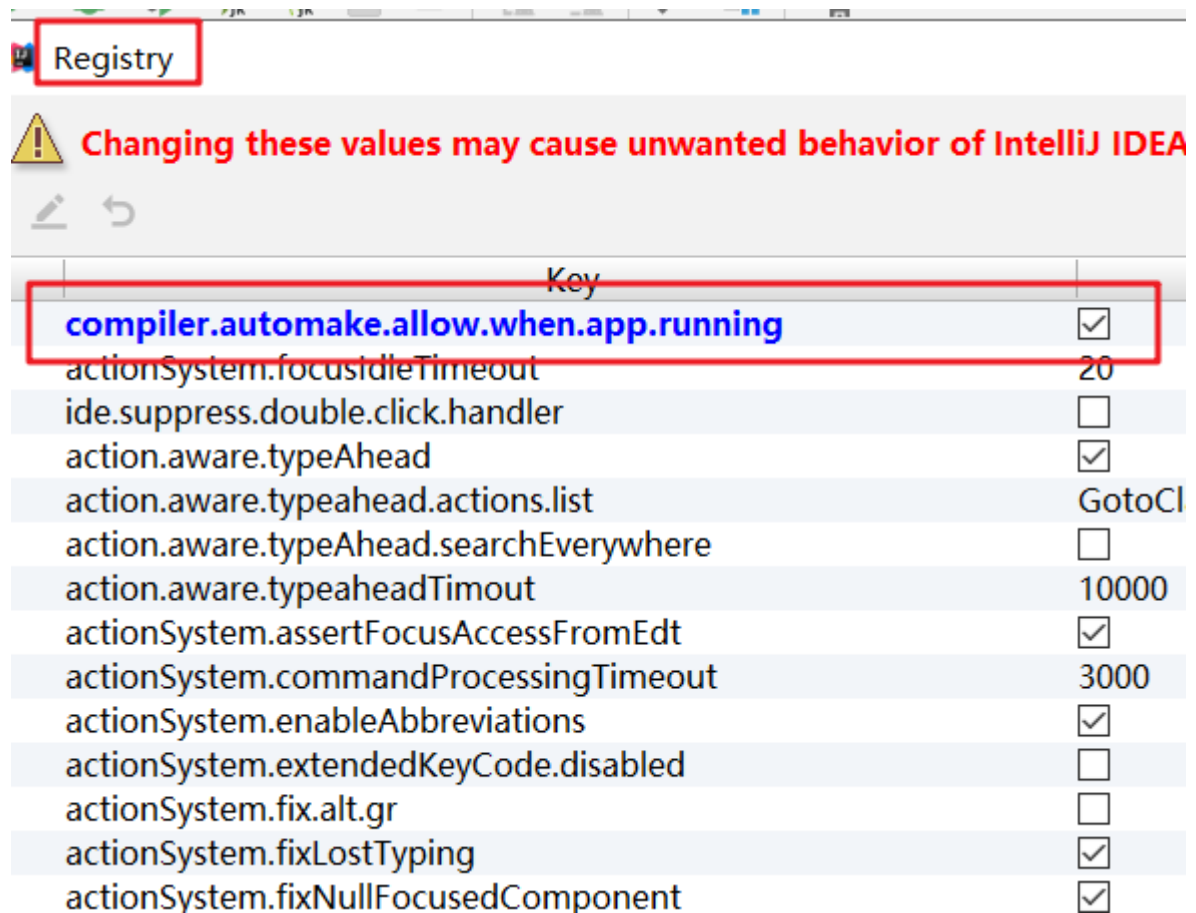 Registry
Changing these values may cause unwanted behavior of IntelliJ IDEA
Key
compiler.automake.allow.when.app.running
actionSystem.focusIdleTimeout 20
ide.suppress.double.click.handler
action.aware.typeAhead
action.aware.typeahead.actions.list GotoCl
action.aware.typeAhead.searchEverywhere
action.aware.typeaheadTimout 10000
actionSystem.assertFocusAccessFromEdt
actionSystem.commandProcessingTimeout 3000
actionSystem.enableAbbreviations
actionSystem.extendedKeyCode.disabled
actionSystem.fix.alt.gr
actionSystem.fixLostTyping
actionSystem.fixNullFocusedComponent